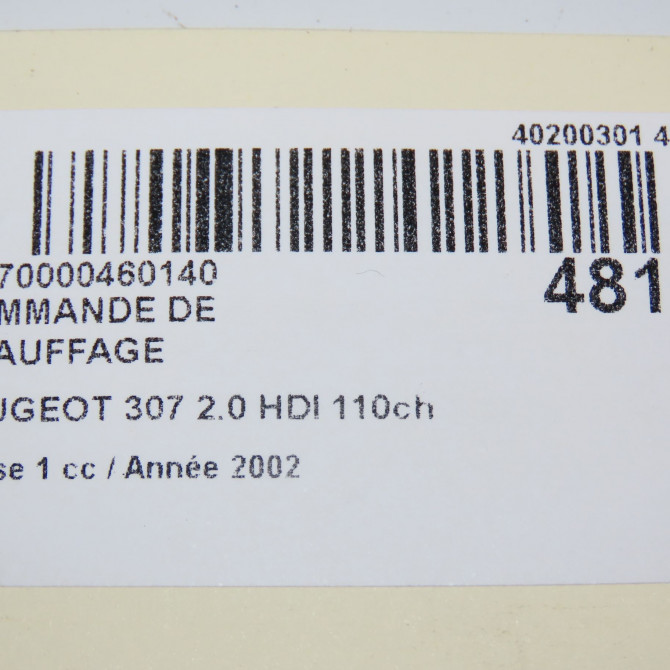 40200301 4
70000460140
481
MMANDE DE
AUFFAGE
UGEOT 307 2.0 HDI 110ch
se 1 cc / Année 2002